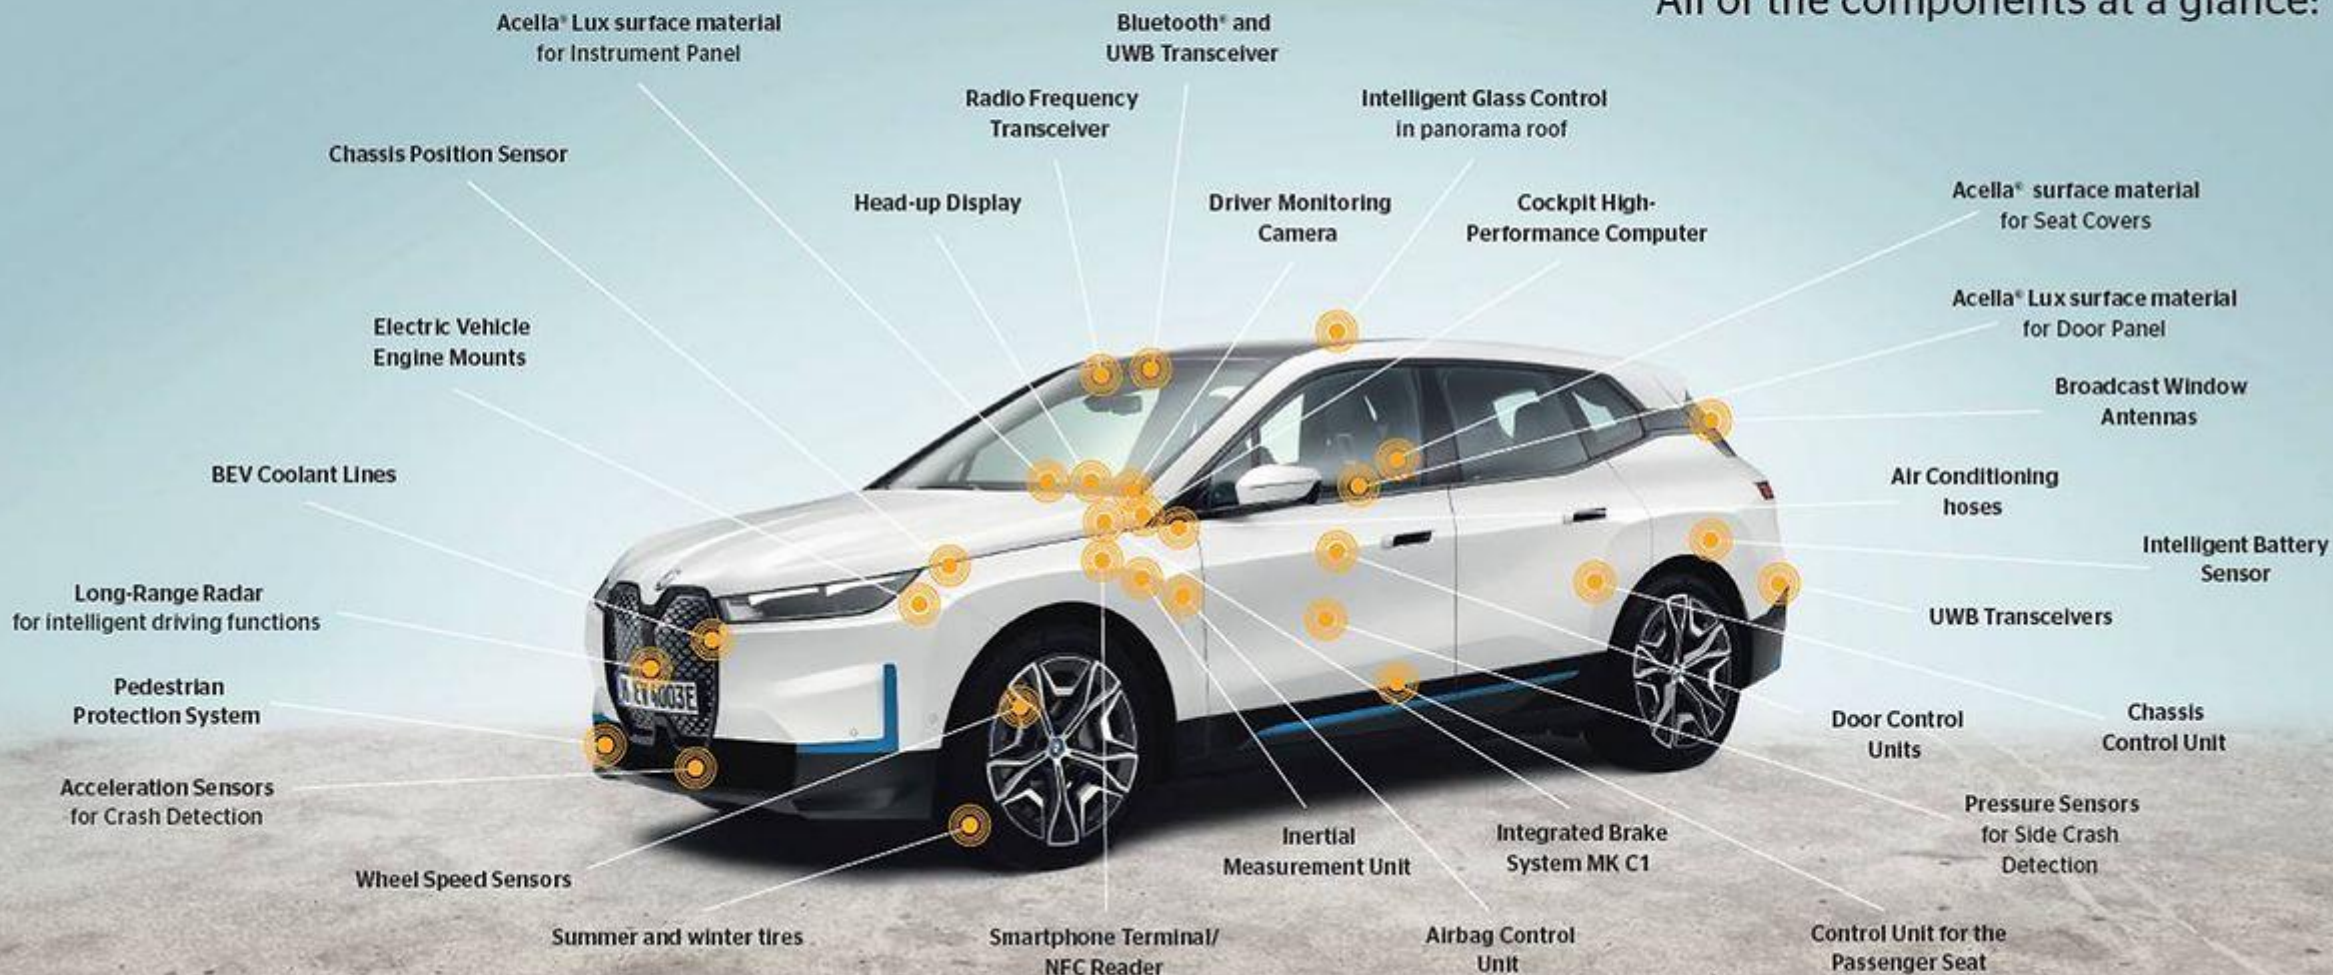 All of the components at a glance:
Acella® Lux surface material
for Instrument Panel
Bluetooth® and
UWB Transceiver
Radio Frequency
Transceiver
Intelligent Glass Control
in panorama roof
Chassis Position Sensor
Head-up Display
Driver Monitoring
Camera
Cockpit High-
Performance Computer
Acella® surface material
for Seat Covers
Acella® Lux surface material
for Door Panel
Electric Vehicle
Engine Mounts
Broadcast Window
Antennas
BEV Coolant Lines
Air Conditioning
hoses
Intelligent Battery
Sensor
Long-Range Radar
for intelligent driving functions
UWB Transceivers
Pedestrian
Protection System
Door Control
Units
Chassis
Control Unit
Acceleration Sensors
for Crash Detection
Pressure Sensors
for Side Crash
Detection
Inertial
Measurement Unit
Integrated Brake
System MK C1
Wheel Speed Sensors
Summer and winter tires
Smartphone Terminal/
NFC Reader
Airbag Control
Unit
Control Unit for the
Passenger Seat